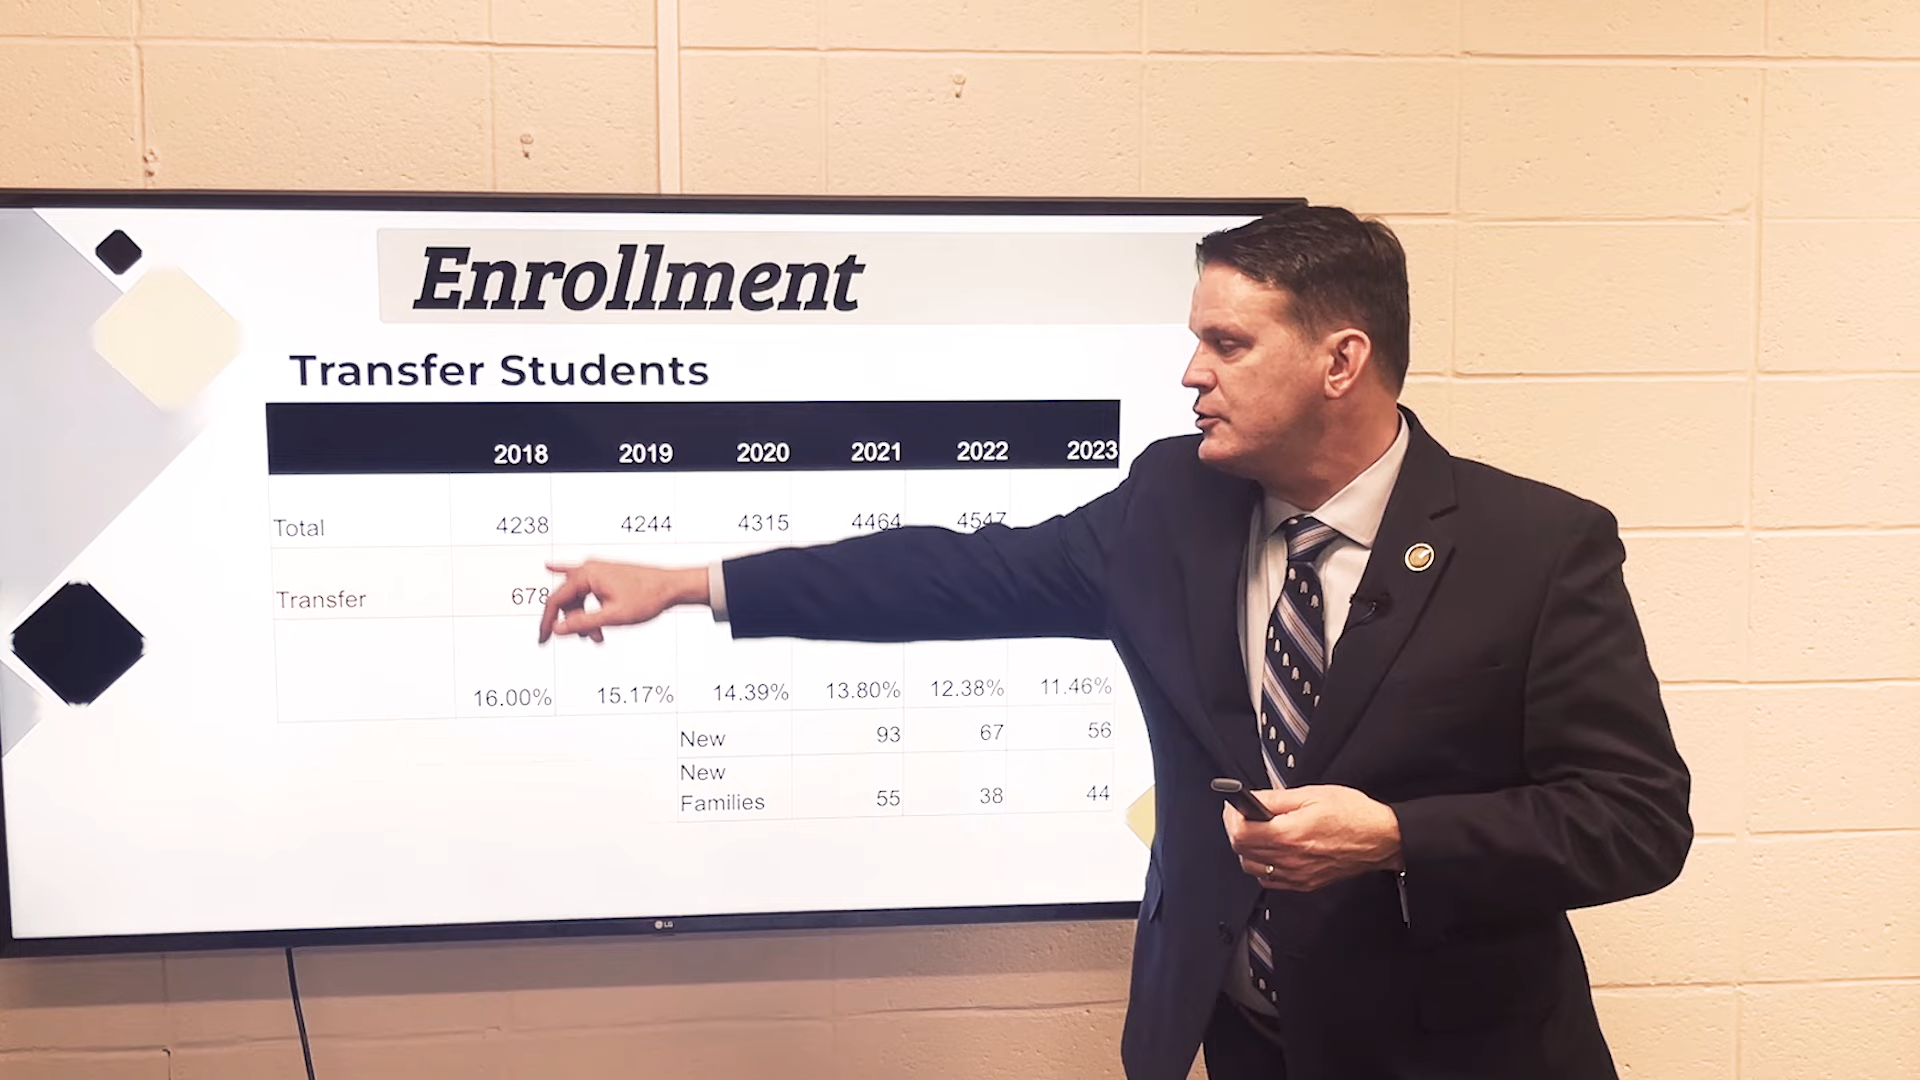 Enrollment
Transfer Students
2018 2019 2020 2021 2022 2023
Total 4238 4244 4315 4464 4547
Transfer 678
16.00% 15.17% 14.39% 13.80% 12.38% 11.46%
New 93 67 56
New
Families 55 38 44
LG